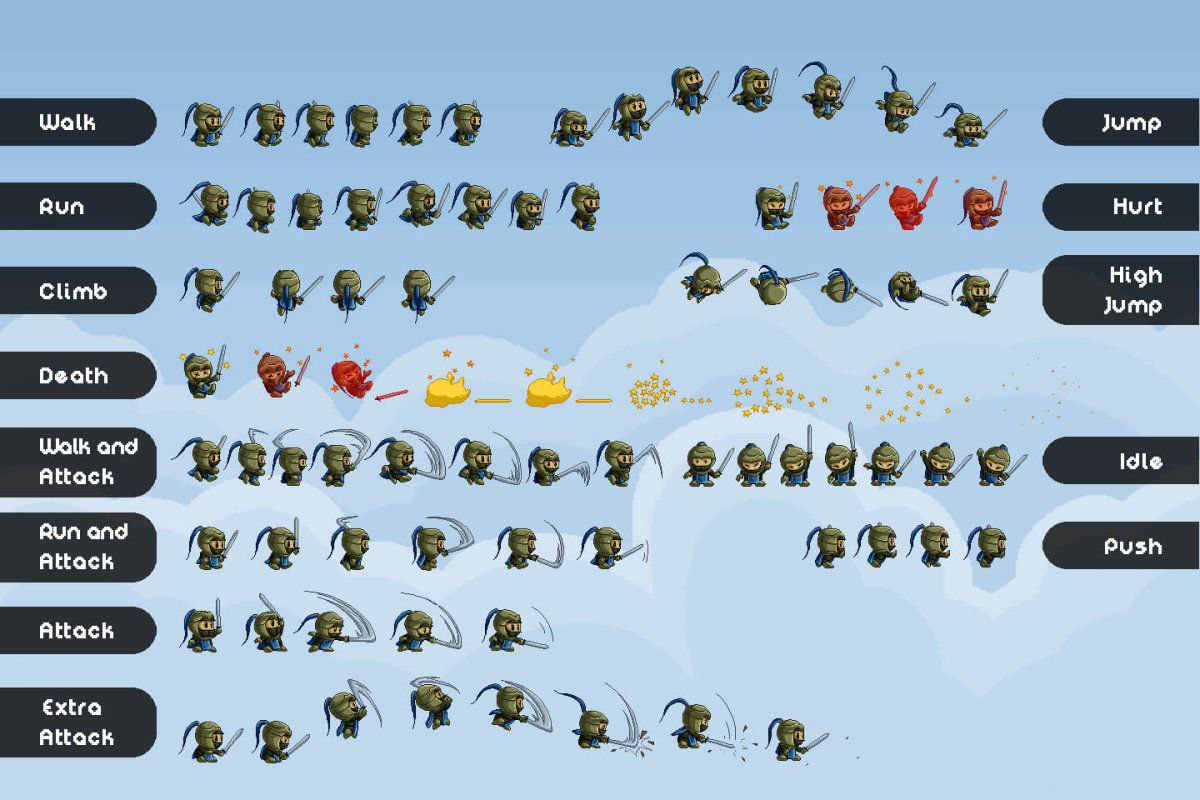 Walk
Jump
Run
Hurt
Climb
High
Jump
Death
Walk and
Attack
Idle
Run and
Attack
Push
Attack
Extra
Attack